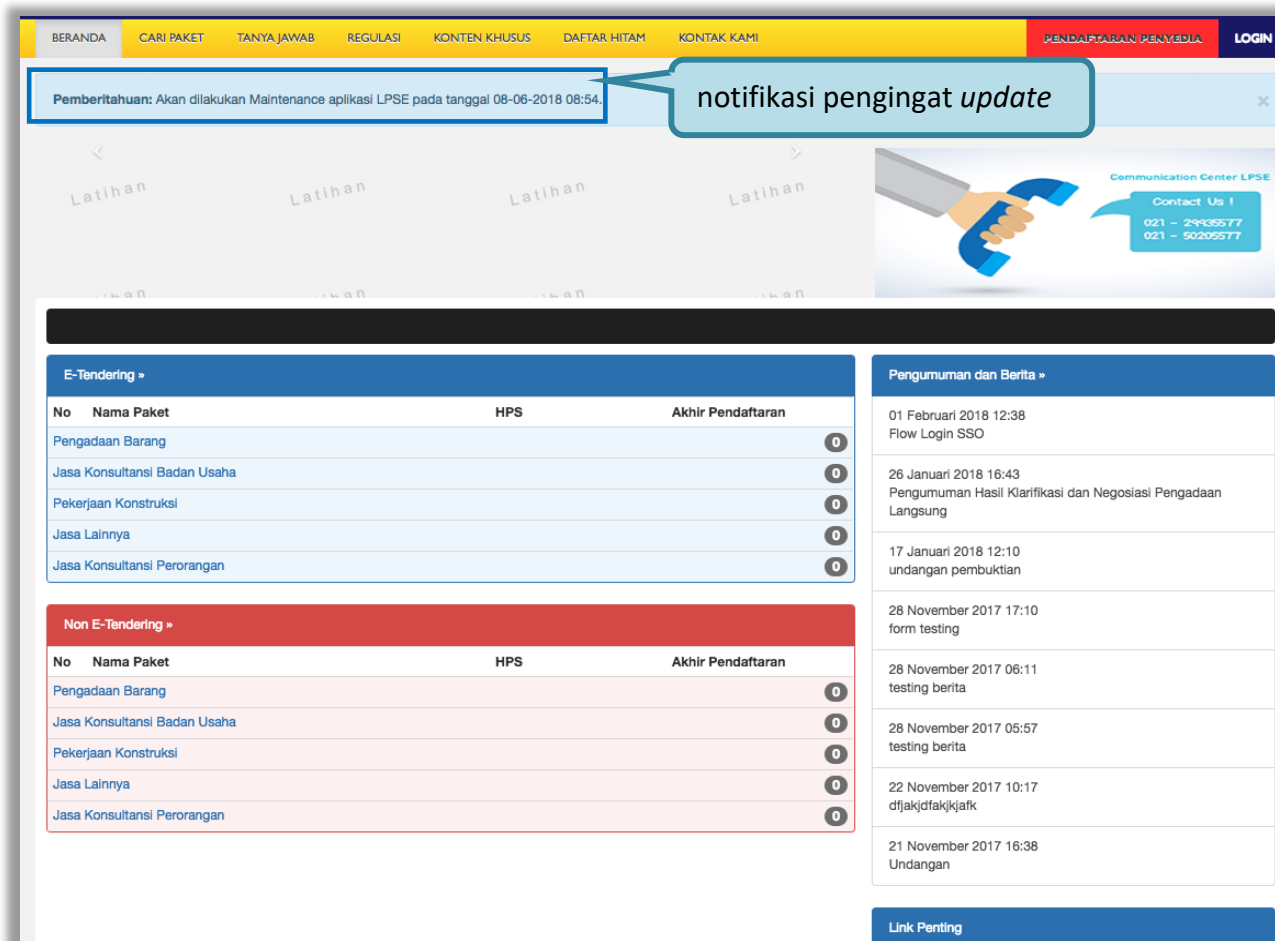 BERANDA CARI PAKET TANYA JAWAB REGULASI KONTEN KHUSUS DAFTAR HITAM KONTAK KAMI PENDAFTARAN PENYEDIA LOGIN
Pemberitahuan: Akan dilakukan Maintenance aplikasi LPSE pada tanggal 08-06-2018 08:54.
notifikasi pengingat update
×
Latihan Latihan Latihan Latihan
Communication Center LPSE
Contact Us !
021 - 29935577
021 - 50205577
E-Tendering »
No Nama Paket HPS Akhir Pendaftaran
Pengadaan Barang 0
Jasa Konsultansi Badan Usaha 0
Pekerjaan Konstruksi 0
Jasa Lainnya 0
Jasa Konsultansi Perorangan 0
Non E-Tendering »
No Nama Paket HPS Akhir Pendaftaran
Pengadaan Barang 0
Jasa Konsultansi Badan Usaha 0
Pekerjaan Konstruksi 0
Jasa Lainnya 0
Jasa Konsultansi Perorangan 0
Pengumuman dan Berita »
01 Februari 2018 12:38
Flow Login SSO
26 Januari 2018 16:43
Pengumuman Hasil Klarifikasi dan Negosiasi Pengadaan
Langsung
17 Januari 2018 12:10
undangan pembuktian
28 November 2017 17:10
form testing
28 November 2017 06:11
testing berita
28 November 2017 05:57
testing berita
22 November 2017 10:17
dfjakjdfakjkjafk
21 November 2017 16:38
Undangan
Link Penting